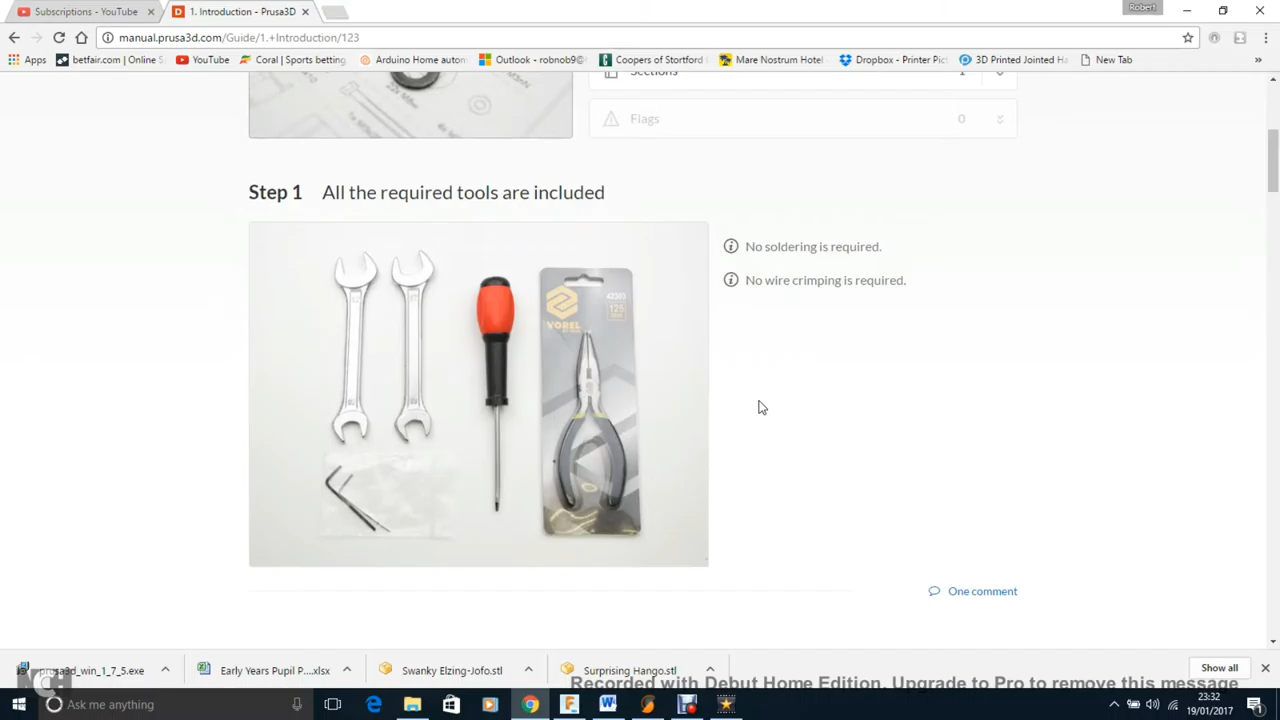 Subscriptions - YouTube
1. Introduction - Prusa3D
Robert
manual.prusa3d.com/Guide/1.+Introduction/123
Apps betfair.com | Online S YouTube Coral | Sports betting Arduino Home autom Outlook - robnob9@ Coopers of Stortford Mare Nostrum Hotel Dropbox - Printer Pict 3D Printed Jointed Ha New Tab
Sections 1
Flags 0
Step 1 All the required tools are included
No soldering is required.
No wire crimping is required.
42303
125
VOREL
One comment
prusa3d_win_1_7_5.exe Early Years Pupil P....xlsx Swanky Elzing-Jofo.stl Surprising Hango.stl Show all
Recorded with Debut Home Edition. Upgrade to Pro to remove this message
Ask me anything
23:32
19/01/2017